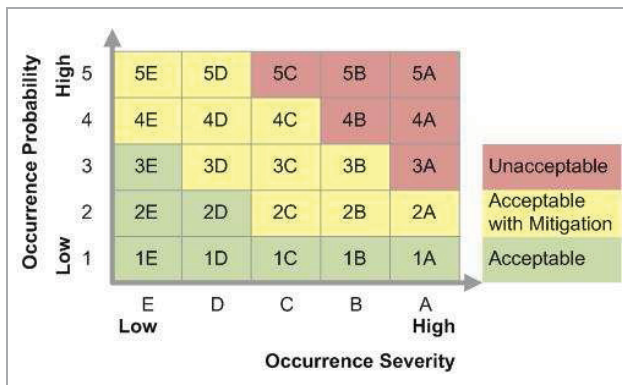 Occurrence Probability
High
Low
5 5E 5D 5C 5B 5A
4 4E 4D 4C 4B 4A
3 3E 3D 3C 3B 3A
2 2E 2D 2C 2B 2A
1 1E 1D 1C 1B 1A
E D C B A
Low High
Occurrence Severity
Unacceptable
Acceptable
with Mitigation
Acceptable